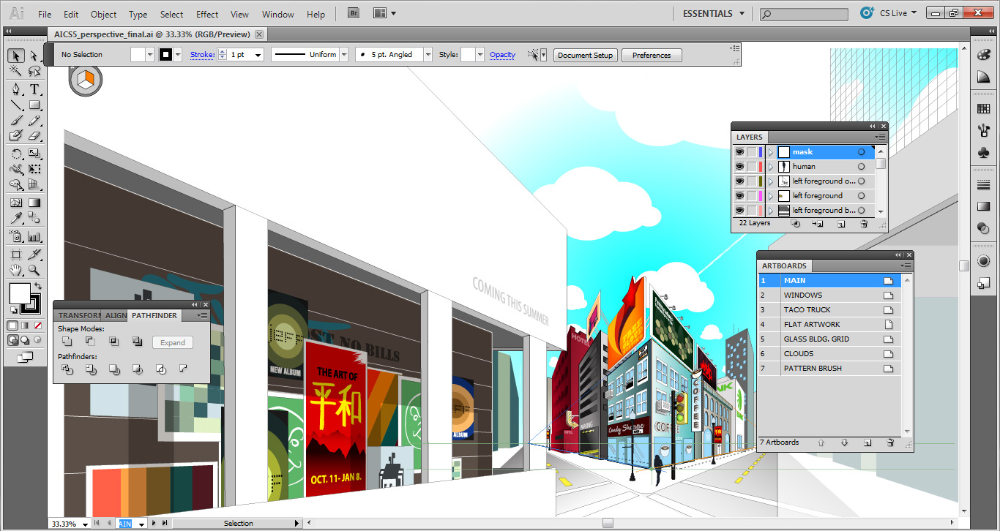 Ai File Edit Object Type Select Effect View Window Help Br ESSENTIALS CS Live
AICS5_perspective_final.ai @ 33.33% (RGB/Preview)
No Selection Stroke: 1 pt Uniform 5 pt. Angled Style: Opacity Document Setup Preferences
LAYERS
mask
human
left foreground o...
left foreground
left foreground b...
22 Layers
ARTBOARDS
1 MAIN
2 WINDOWS
3 TACO TRUCK
4 FLAT ARTWORK
5 GLASS BLDG. GRID
6 CLOUDS
7 PATTERN BRUSH
7 Artboards
TRANSFORM ALIGN PATHFINDER
Shape Modes:
Expand
Pathfinders:
COMING THIS SUMMER
ST NO BILLS
NEW ALBUM
THE ART OF
平和
OCT. 11- JAN 8.
ALBUM
HOTEL
PARKING
HOTEL
Candy Shoppe
COFFEE
COFFEE
NK
33.33% AIN Selection